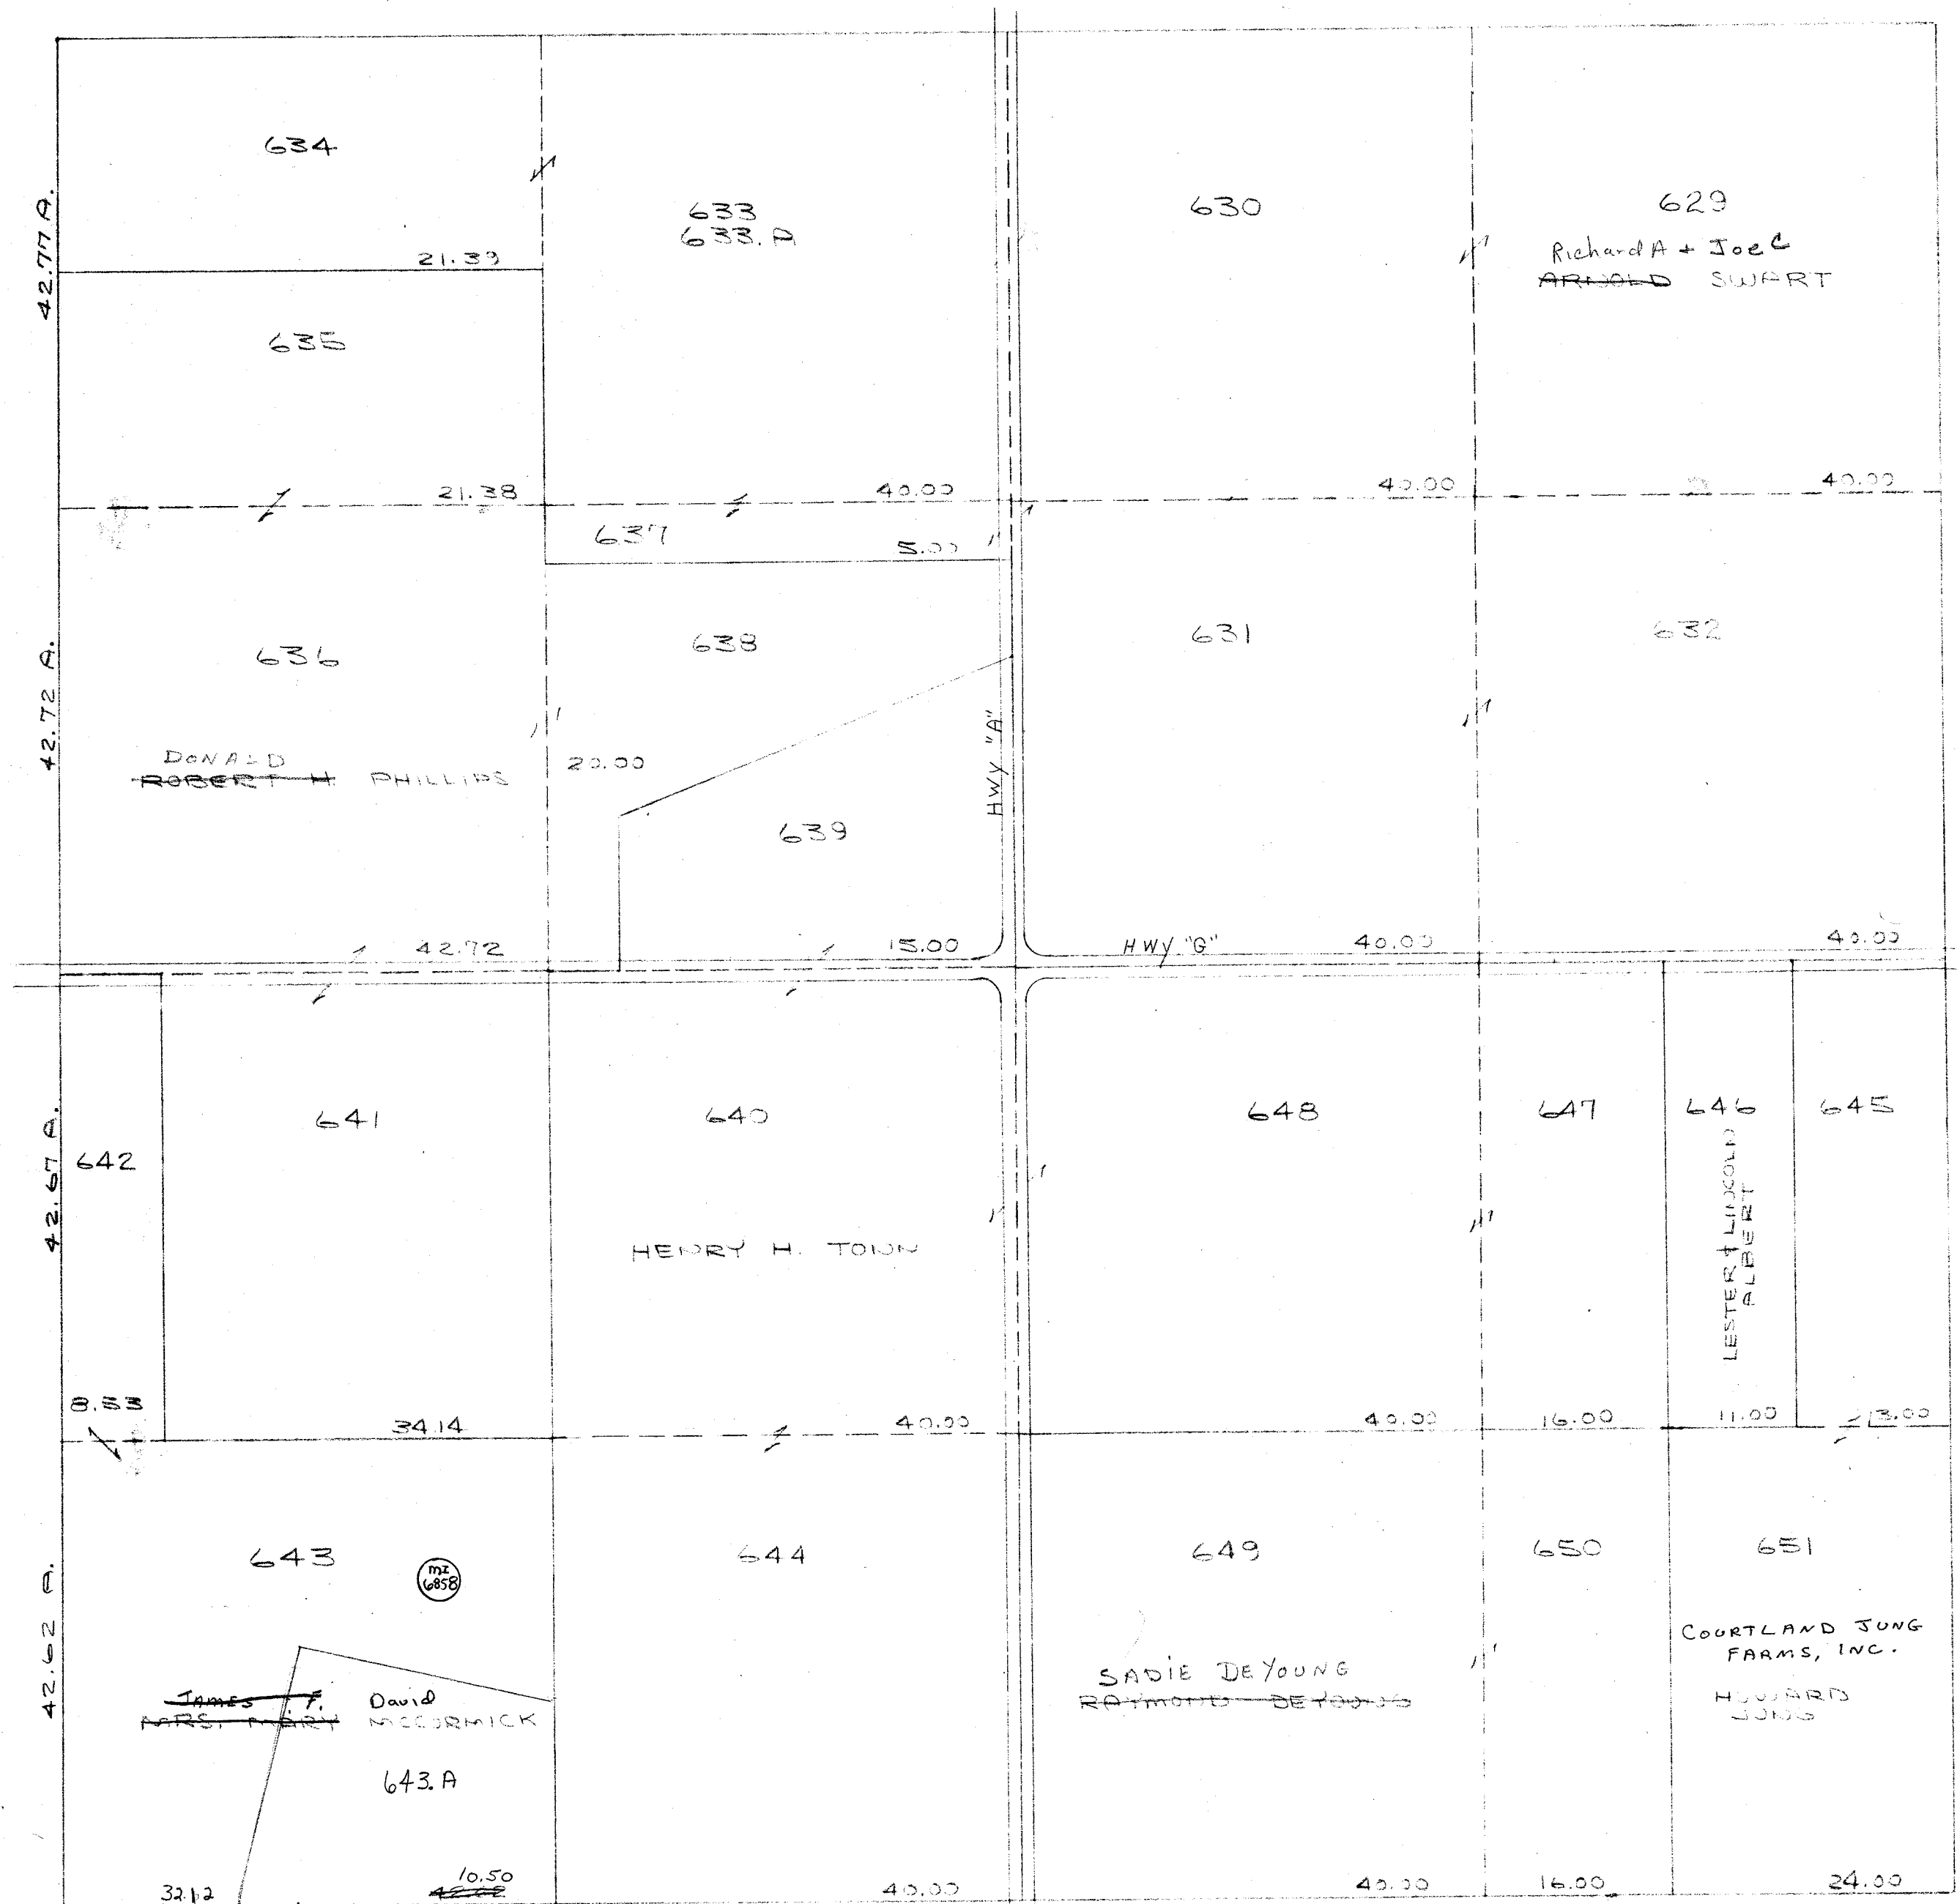 634
42.77 A.
21.39
635
21.38
633
633.A
40.00
630
40.00
629
Richard A + Joe C
ARNOLD SWART
40.00
637
5.00
636
42.72 A.
DONALD
ROBERT H PHILLIPS
42.72
638
20.00
639
15.00
HWY "A"
631
HWY "G"
40.00
632
40.00
642
42.67 A.
8.53
641
34.14
640
HENRY H. TONN
40.00
648
40.00
647
16.00
646
LESTER & LINCOLN
ALBERT
11.00
645
13.00
643
MI
6858
42.62 A.
JAMES F. David
MRS. MARY MCCORMICK
643.A
32.12
10.50
644
40.00
649
SADIE DEYOUNG
RAYMOND DEYOUNG
40.00
650
16.00
651
COURTLAND JUNG
FARMS, INC.
HOWARD
JUNG
24.00